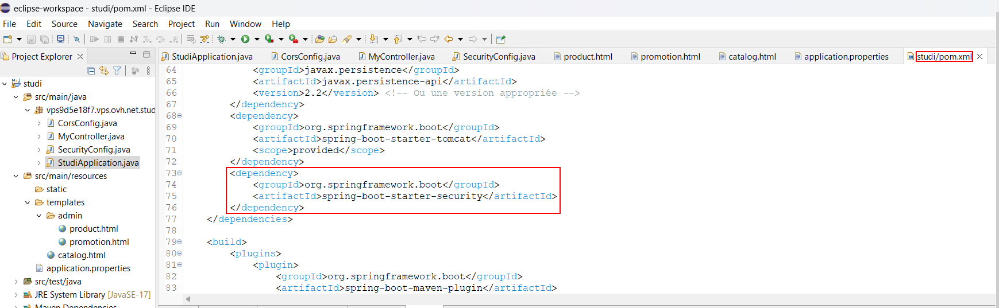 eclipse-workspace - studi/pom.xml - Eclipse IDE
File Edit Source Navigate Search Project Run Window Help
Project Explorer
StudiApplication.java CorsConfig.java MyController.java SecurityConfig.java product.html promotion.html catalog.html application.properties studi/pom.xml
studi
src/main/java
vps9d5e18f7.vps.ovh.net.stud
CorsConfig.java
MyController.java
SecurityConfig.java
StudiApplication.java
src/main/resources
static
templates
admin
product.html
promotion.html
catalog.html
application.properties
src/test/java
JRE System Library [JavaSE-17]
Maven Dependencies
64 <groupId>javax.persistence</groupId>
65 <artifactId>javax.persistence-api</artifactId>
66 <version>2.2</version> <!-- Ou une version appropriée -->
67 </dependency>
68 <dependency>
69 <groupId>org.springframework.boot</groupId>
70 <artifactId>spring-boot-starter-tomcat</artifactId>
71 <scope>provided</scope>
72 </dependency>
73 <dependency>
74 <groupId>org.springframework.boot</groupId>
75 <artifactId>spring-boot-starter-security</artifactId>
76 </dependency>
77 </dependencies>
78
79 <build>
80 <plugins>
81 <plugin>
82 <groupId>org.springframework.boot</groupId>
83 <artifactId>spring-boot-maven-plugin</artifactId>